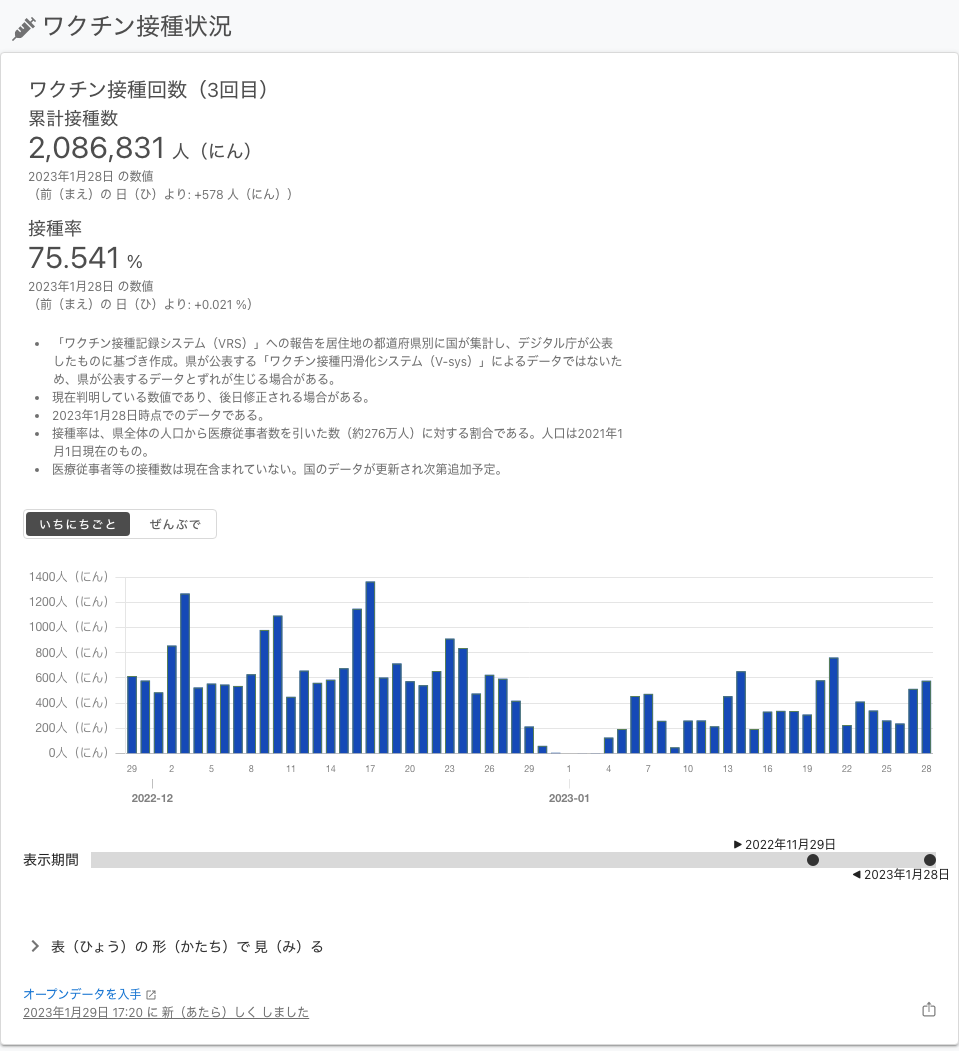 ワクチン接種状況
ワクチン接種回数（3回目）
累計接種数
2,086,831 人（にん）
2023年1月28日 の数値
（前（まえ）の 日（ひ）より: +578 人（にん））
接種率
75.541 %
2023年1月28日 の数値
（前（まえ）の 日（ひ）より: +0.021 %）
• 「ワクチン接種記録システム（VRS）」への報告を居住地の都道府県別に国が集計し、デジタル庁が公表
したものに基づき作成。県が公表する「ワクチン接種円滑化システム（V-sys）」によるデータではないた
め、県が公表するデータとずれが生じる場合がある。
• 現在判明している数値であり、後日修正される場合がある。
• 2023年1月28日時点でのデータである。
• 接種率は、県全体の人口から医療従事者数を引いた数（約276万人）に対する割合である。人口は2021年1
月1日現在のもの。
• 医療従事者等の接種数は現在含まれていない。国のデータが更新され次第追加予定。
いちにちごと ぜんぶで
1400人（にん）
1200人（にん）
1000人（にん）
800人（にん）
600人（にん）
400人（にん）
200人（にん）
0人（にん）
29 2 5 8 11 14 17 20 23 26 29 1 4 7 10 13 16 19 22 25 28
2022-12 2023-01
▶ 2022年11月29日
表示期間
◀ 2023年1月28日
表（ひょう）の 形（かたち）で 見（み）る
オープンデータを入手
2023年1月29日 17:20 に 新（あたら）しく しました